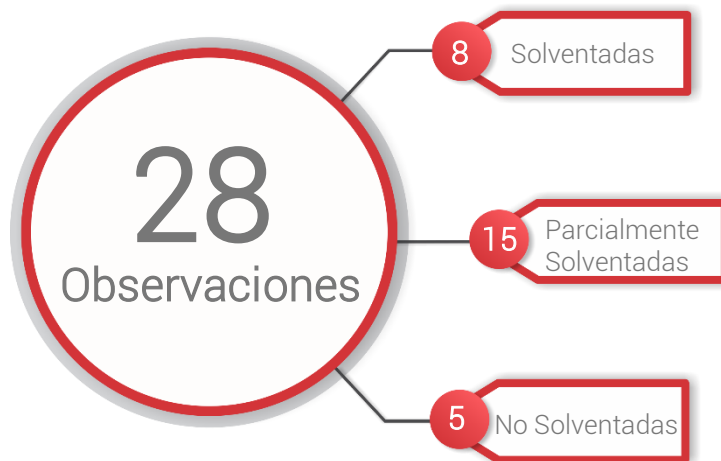 28
Observaciones
8
Solventadas
15
Parcialmente
Solventadas
5
No Solventadas